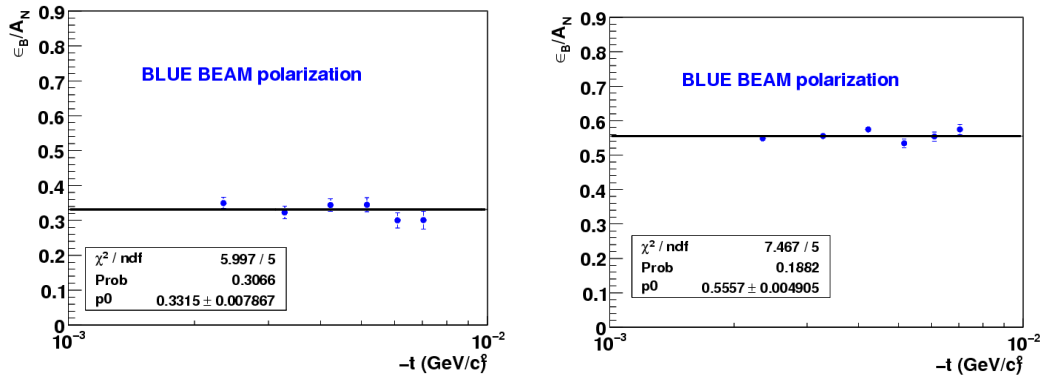 ϵ_B/A_N
0.9
0.8
0.7
0.6
0.5
0.4
0.3
0.2
0.1
0
BLUE BEAM polarization
χ² / ndf 5.997 / 5
Prob 0.3066
p0 0.3315 ± 0.007867
10⁻³
10⁻²
−t (GeV/c)²
ϵ_B/A_N
0.9
0.8
0.7
0.6
0.5
0.4
0.3
0.2
0.1
0
BLUE BEAM polarization
χ² / ndf 7.467 / 5
Prob 0.1882
p0 0.5557 ± 0.004905
10⁻³
10⁻²
−t (GeV/c)²